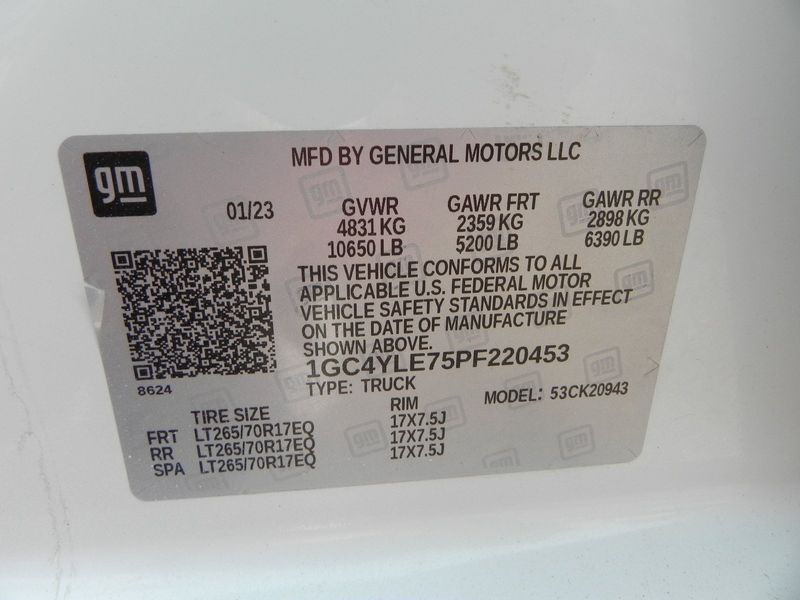 gm
MFD BY GENERAL MOTORS LLC
01/23 GVWR GAWR FRT GAWR RR
4831 KG 2359 KG 2898 KG
10650 LB 5200 LB 6390 LB
THIS VEHICLE CONFORMS TO ALL
APPLICABLE U.S. FEDERAL MOTOR
VEHICLE SAFETY STANDARDS IN EFFECT
ON THE DATE OF MANUFACTURE
SHOWN ABOVE.
1GC4YLE75PF220453
8624
TYPE: TRUCK MODEL: 53CK20943
TIRE SIZE RIM
FRT LT265/70R17EQ 17X7.5J
RR LT265/70R17EQ 17X7.5J
SPA LT265/70R17EQ 17X7.5J